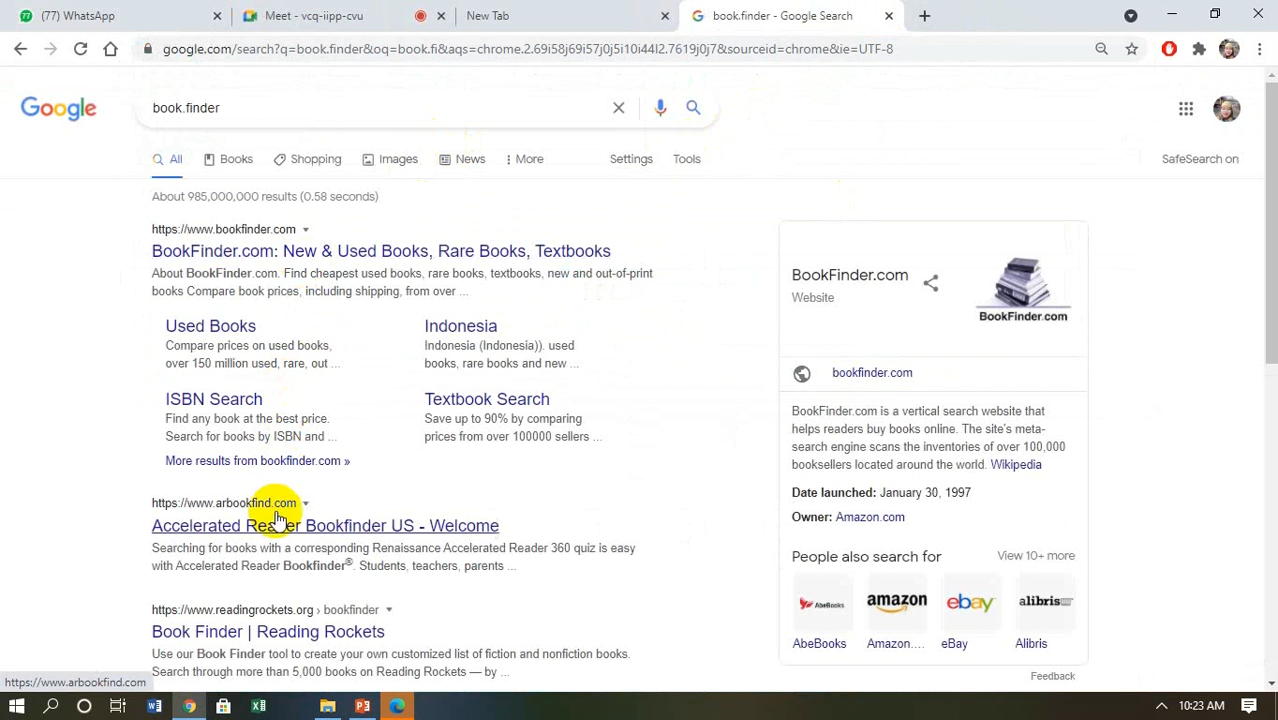 (77) WhatsApp
Meet - vcq-iipp-cvu
New Tab
book.finder - Google Search
google.com/search?q=book.finder&oq=book.fi&aqs=chrome.2.69i58j69i57j0j5i10i44l2.7619j0j7&sourceid=chrome&ie=UTF-8
Google
book.finder
All
Books
Shopping
Images
News
More
Settings
Tools
SafeSearch on
About 985,000,000 results (0.58 seconds)
https://www.bookfinder.com
BookFinder.com: New & Used Books, Rare Books, Textbooks
About BookFinder.com. Find cheapest used books, rare books, textbooks, new and out-of-print
books Compare book prices, including shipping, from over ...
Used Books
Compare prices on used books,
over 150 million used, rare, out ...
Indonesia
Indonesia (Indonesia)). used
books, rare books and new ...
ISBN Search
Find any book at the best price.
Search for books by ISBN and ...
Textbook Search
Save up to 90% by comparing
prices from over 100000 sellers ...
More results from bookfinder.com »
https://www.arbookfind.com
Accelerated Reader Bookfinder US - Welcome
Searching for books with a corresponding Renaissance Accelerated Reader 360 quiz is easy
with Accelerated Reader Bookfinder®. Students, teachers, parents ...
https://www.readingrockets.org › bookfinder
Book Finder | Reading Rockets
Use our Book Finder tool to create your own customized list of fiction and nonfiction books.
Search through more than 5,000 books on Reading Rockets — by ...
BookFinder.com
Website
BookFinder.com
bookfinder.com
BookFinder.com is a vertical search website that
helps readers buy books online. The site's meta-
search engine scans the inventories of over 100,000
booksellers located around the world. Wikipedia
Date launched: January 30, 1997
Owner: Amazon.com
People also search for
View 10+ more
AbeBooks
amazon
ebay
alibris
AbeBooks
Amazon....
eBay
Alibris
Feedback
https://www.arbookfind.com
10:23 AM